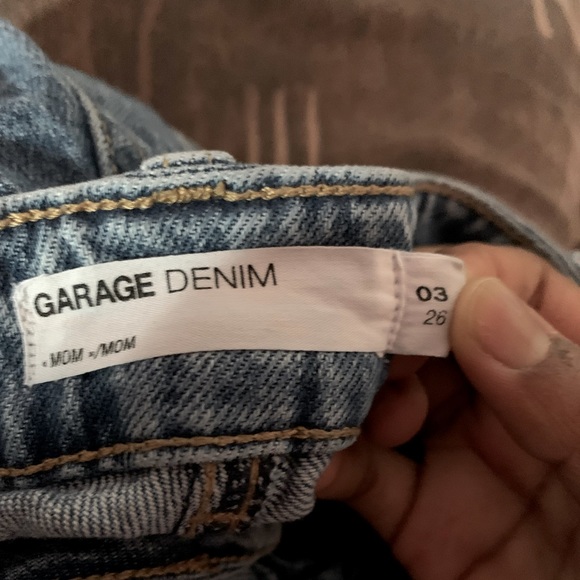 GARAGE DENIM
« MOM »/MOM
03
26